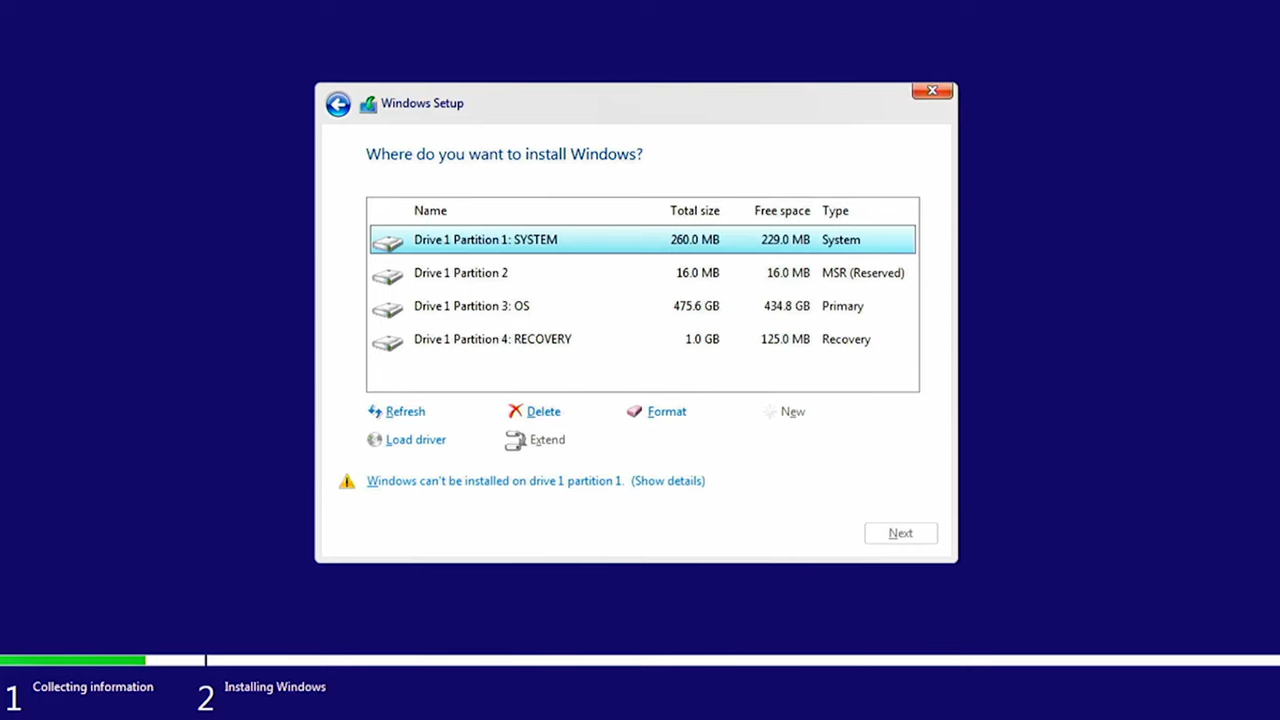 Windows Setup
Where do you want to install Windows?
Name Total size Free space Type
Drive 1 Partition 1: SYSTEM 260.0 MB 229.0 MB System
Drive 1 Partition 2 16.0 MB 16.0 MB MSR (Reserved)
Drive 1 Partition 3: OS 475.6 GB 434.8 GB Primary
Drive 1 Partition 4: RECOVERY 1.0 GB 125.0 MB Recovery
Refresh Delete Format New
Load driver Extend
Windows can't be installed on drive 1 partition 1. (Show details)
Next
1 Collecting information 2 Installing Windows